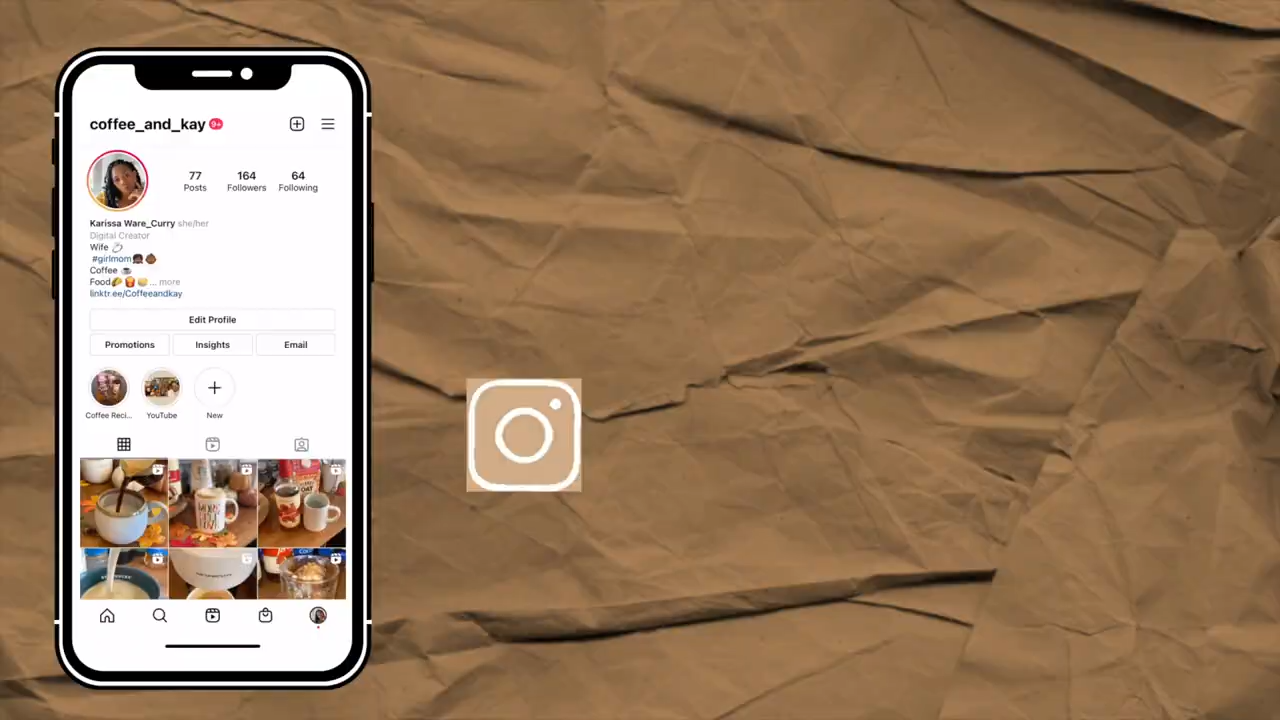 coffee_and_kay 9+
77 164 64
Posts Followers Following
Karissa Ware_Curry she/her
Digital Creator
Wife
#girlmom
Coffee
Food ... more
linktr.ee/Coffeeandkay
Edit Profile
Promotions Insights Email
Coffee Reci... YouTube New